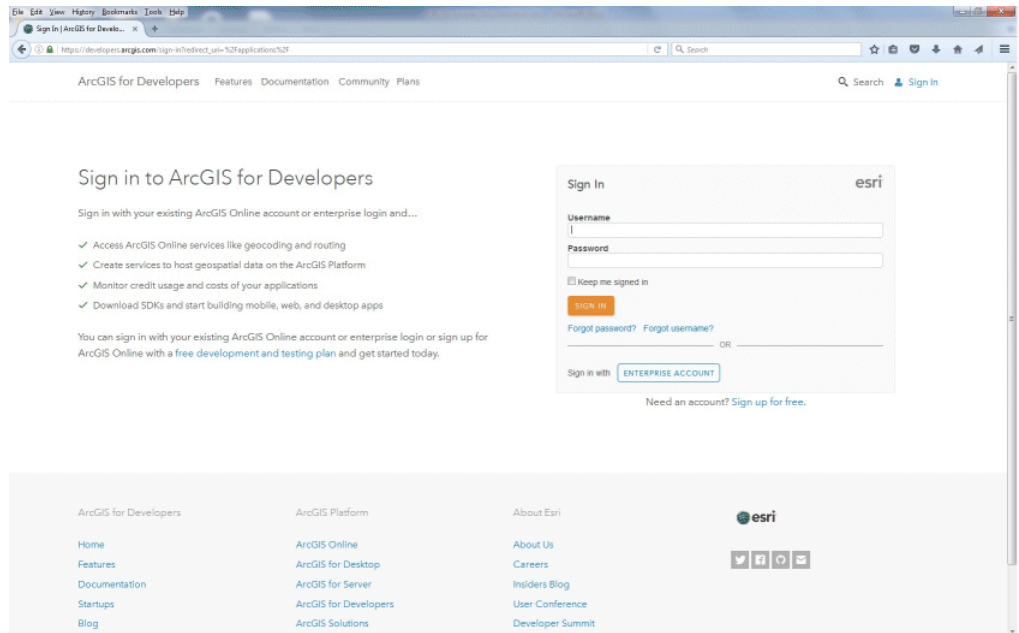 File Edit View History Bookmarks Tools Help
Sign In | ArcGIS for Develo... × +
https://developers.arcgis.com/sign-in?redirect_uri=%2Fapplications%2F
Search
ArcGIS for Developers Features Documentation Community Plans Search Sign In
Sign in to ArcGIS for Developers
Sign in with your existing ArcGIS Online account or enterprise login and...
✓ Access ArcGIS Online services like geocoding and routing
✓ Create services to host geospatial data on the ArcGIS Platform
✓ Monitor credit usage and costs of your applications
✓ Download SDKs and start building mobile, web, and desktop apps
You can sign in with your existing ArcGIS Online account or enterprise login or sign up for
ArcGIS Online with a free development and testing plan and get started today.
Sign In esri
Username
Password
Keep me signed in
SIGN IN
Forgot password? Forgot username?
OR
Sign in with ENTERPRISE ACCOUNT
Need an account? Sign up for free.
ArcGIS for Developers
Home
Features
Documentation
Startups
Blog
ArcGIS Platform
ArcGIS Online
ArcGIS for Desktop
ArcGIS for Server
ArcGIS for Developers
ArcGIS Solutions
About Esri
About Us
Careers
Insiders Blog
User Conference
Developer Summit
esri